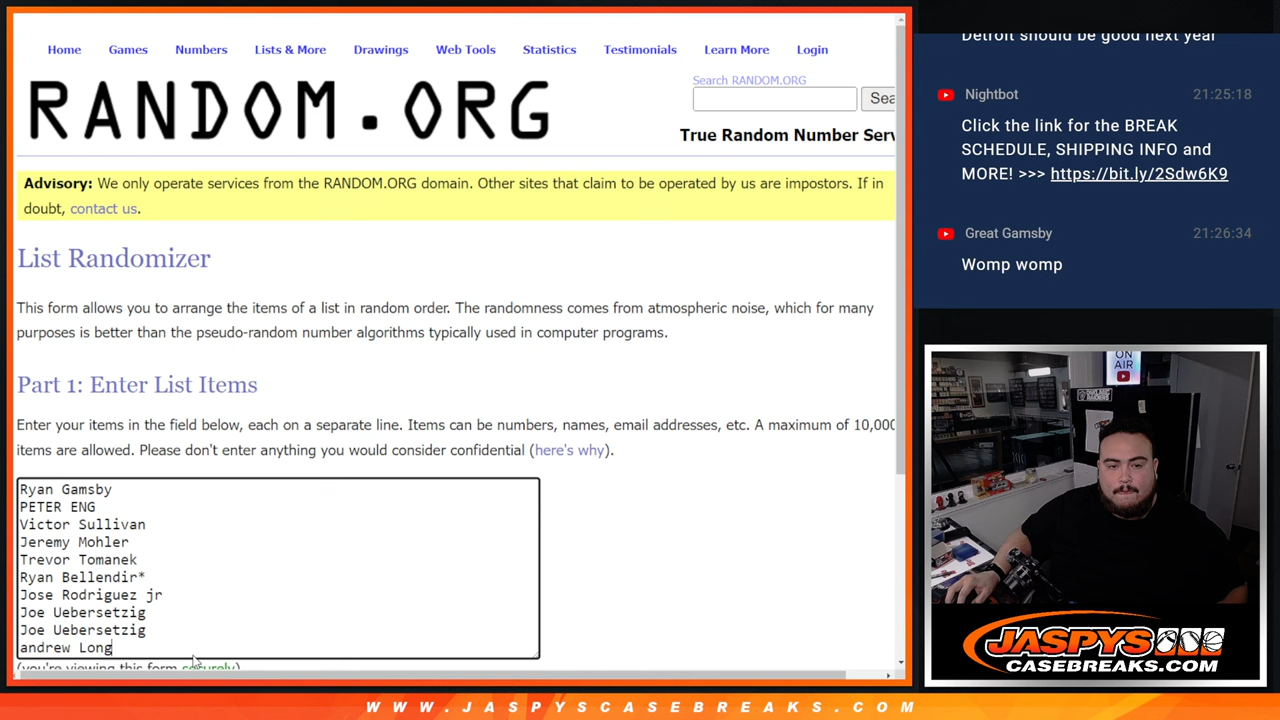 Home Games Numbers Lists & More Drawings Web Tools Statistics Testimonials Learn More Login
RANDOM.ORG
Search RANDOM.ORG
Sea
True Random Number Serv
Advisory: We only operate services from the RANDOM.ORG domain. Other sites that claim to be operated by us are impostors. If in
doubt, contact us.
List Randomizer
This form allows you to arrange the items of a list in random order. The randomness comes from atmospheric noise, which for many
purposes is better than the pseudo-random number algorithms typically used in computer programs.
Part 1: Enter List Items
Enter your items in the field below, each on a separate line. Items can be numbers, names, email addresses, etc. A maximum of 10,000
items are allowed. Please don't enter anything you would consider confidential (here's why).
Ryan Gamsby
PETER ENG
Victor Sullivan
Jeremy Mohler
Trevor Tomanek
Ryan Bellendir*
Jose Rodriguez jr
Joe Uebersetzig
Joe Uebersetzig
andrew Long
(you're viewing this form securely)
Detroit should be good next year
Nightbot 21:25:18
Click the link for the BREAK
SCHEDULE, SHIPPING INFO and
MORE! >>> https://bit.ly/2Sdw6K9
Great Gamsby 21:26:34
Womp womp
ON
AIR
JASPYS
CASEBREAKS.COM
WWW.JASPYSCASEBREAKS.COM